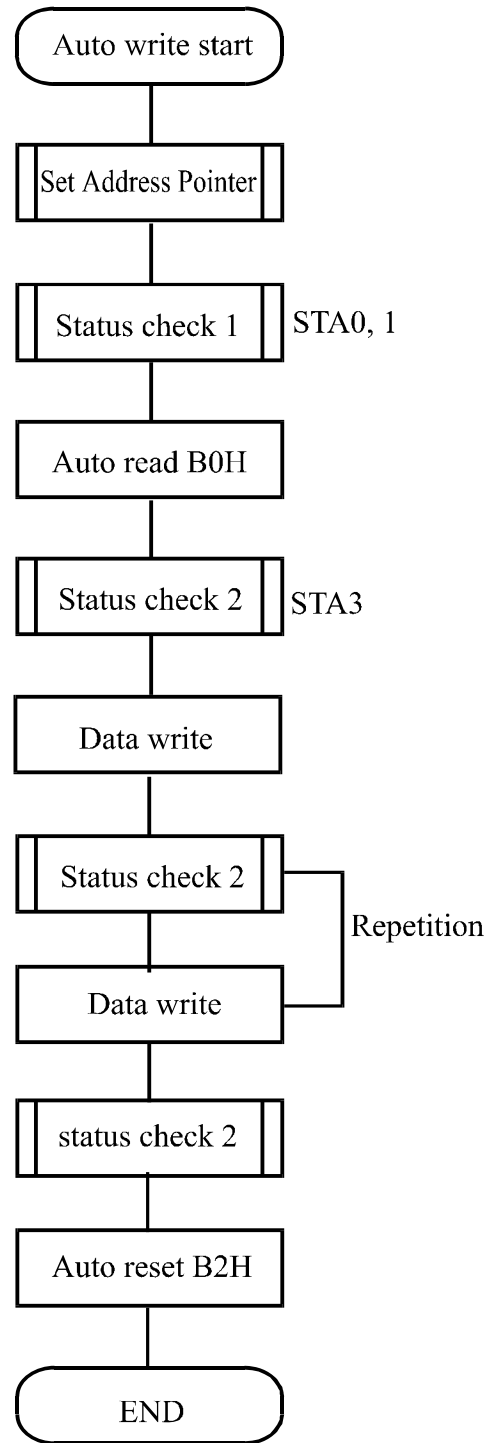 Auto write start
Set Address Pointer
Status check 1
STA0, 1
Auto read B0H
Status check 2
STA3
Data write
Status check 2
Repetition
Data write
status check 2
Auto reset B2H
END